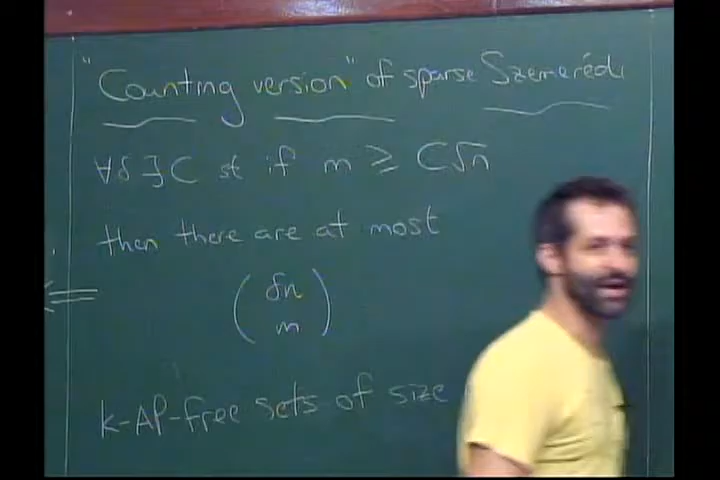 "Counting version" of sparse Szemerédi
∀δ ∃C st if m ≥ C√n
then there are at most
(δn
m)
k-AP-free sets of size